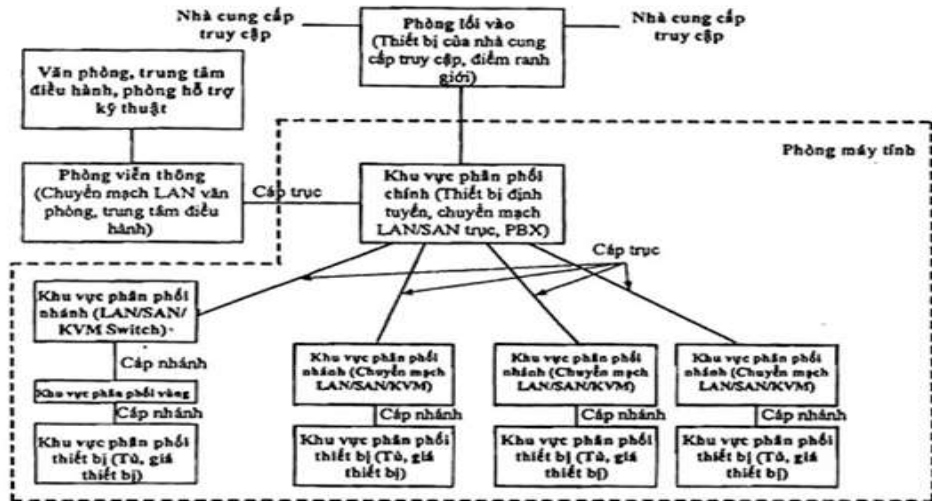 Nhà cung cấp
truy cập
Phòng lối vào
(Thiết bị của nhà cung
cấp truy cập, điểm ranh
giới)
Nhà cung cấp
truy cập
Văn phòng, trung tâm
điều hành, phòng hỗ trợ
kỹ thuật
Phòng máy tính
Phòng viễn thông
(Chuyển mạch LAN văn
phòng, trung tâm điều
hành)
Cáp trục
Khu vực phân phối
chính (Thiết bị định
tuyến, chuyển mạch
LAN/SAN trục, PBX)
Cáp trục
Khu vực phân phối
nhánh (LAN/SAN/
KVM Switch)-
Cáp nhánh
Khu vực phân phối vùng
Cáp nhánh
Khu vực phân phối
thiết bị (Tủ, giá
thiết bị)
Khu vực phân phối
nhánh (Chuyển mạch
LAN/SAN/KVM)
Cáp nhánh
Khu vực phân phối
thiết bị (Tủ, giá
thiết bị)
Khu vực phân phối
nhánh (Chuyển mạch
LAN/SAN/KVM)
Cáp nhánh
Khu vực phân phối
thiết bị (Tủ, giá
thiết bị)
Khu vực phân phối
nhánh (Chuyển mạch
LAN/SAN/KVM)
Cáp nhánh
Khu vực phân phối
thiết bị (Tủ, giá
thiết bị)